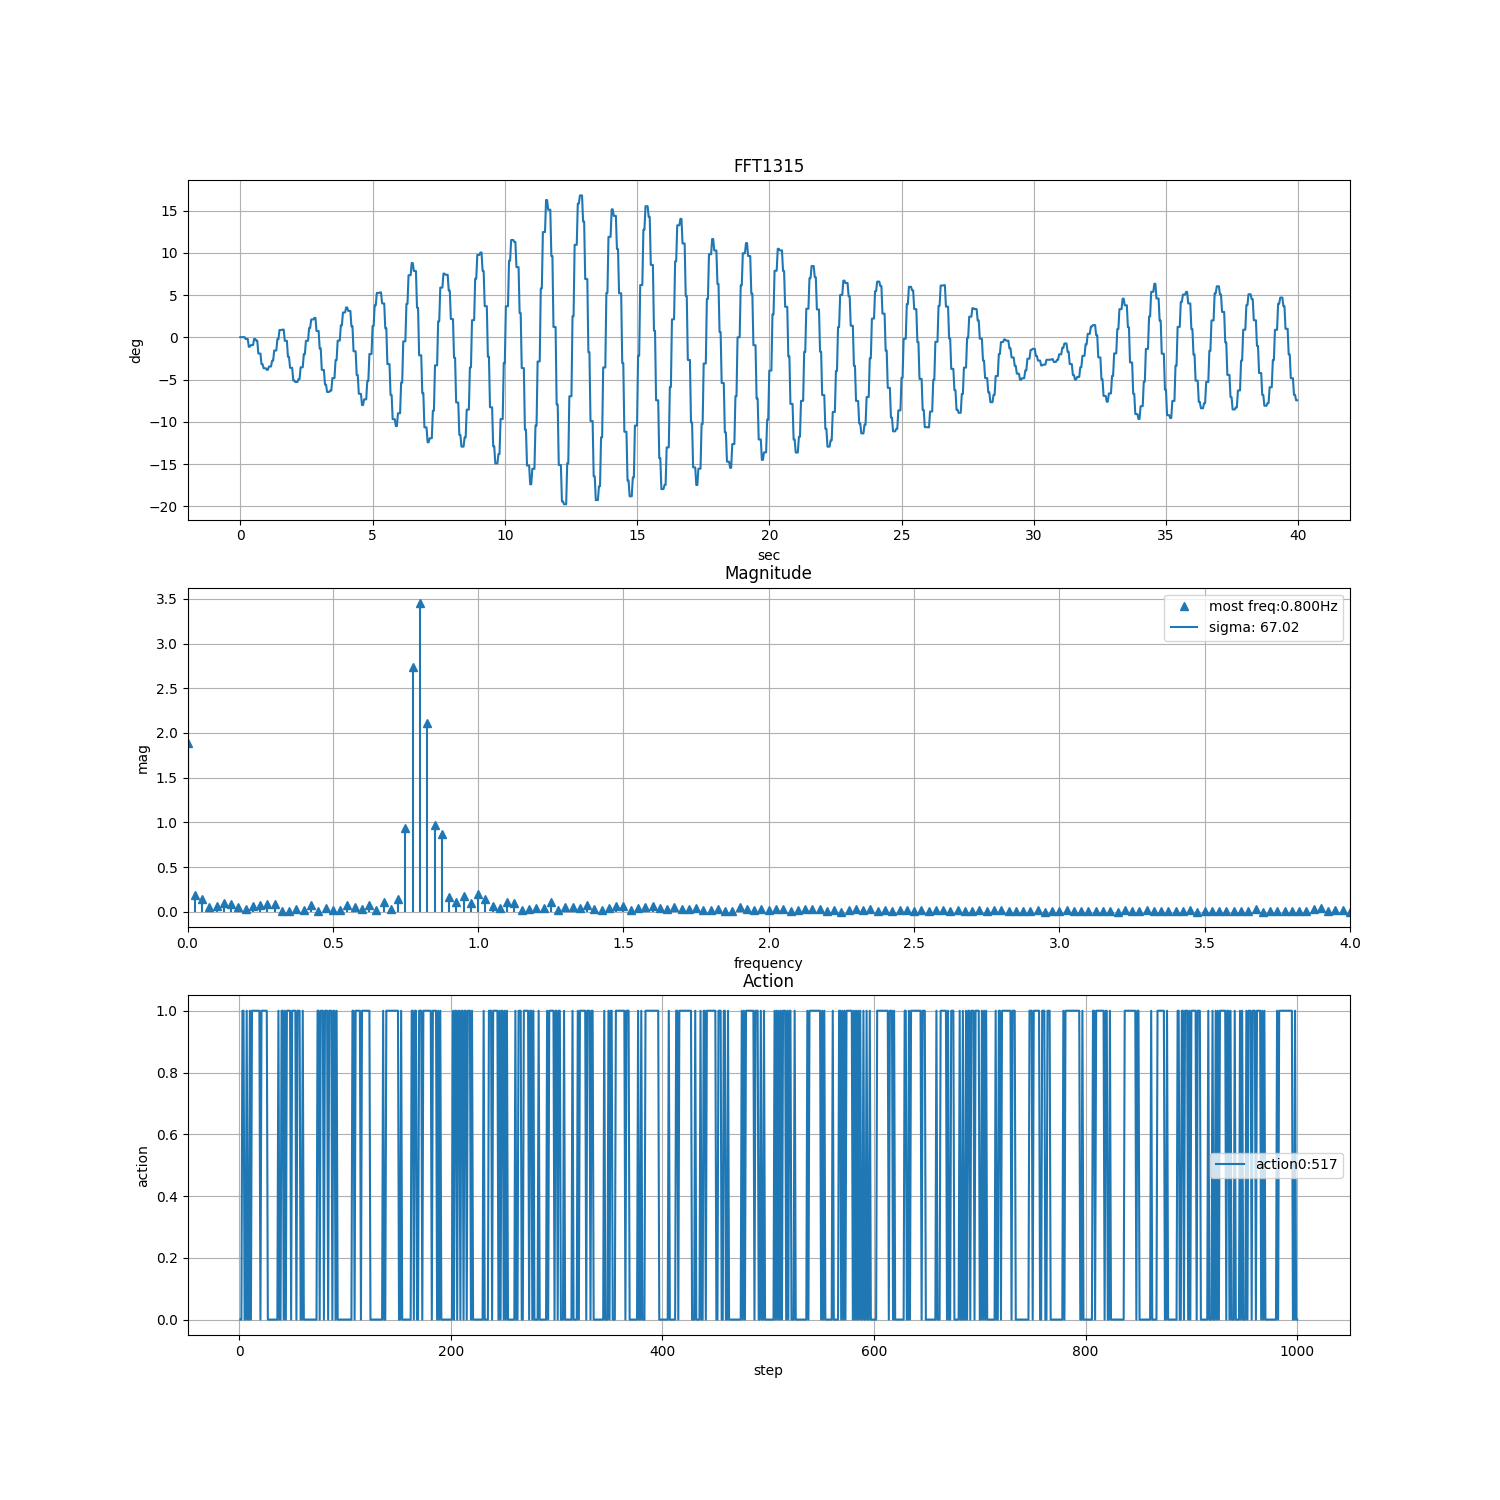 FFT1315
15
10
5
0
−5
−10
−15
−20
deg
0 5 10 15 20 25 30 35 40
sec
Magnitude
3.5
3.0
2.5
2.0
1.5
1.0
0.5
0.0
mag
most freq:0.800Hz
sigma: 67.02
0.0 0.5 1.0 1.5 2.0 2.5 3.0 3.5 4.0
frequency
Action
1.0
0.8
0.6
0.4
0.2
0.0
action
action0:517
0 200 400 600 800 1000
step